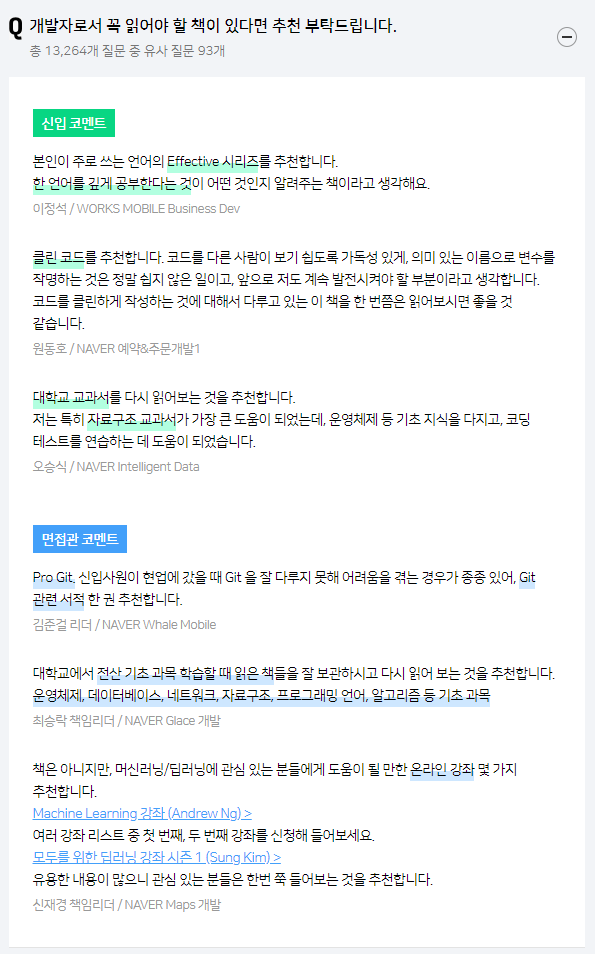 Q 개발자로서 꼭 읽어야 할 책이 있다면 추천 부탁드립니다.
총 13,264개 질문 중 유사 질문 93개
신입 코멘트
본인이 주로 쓰는 언어의 Effective 시리즈를 추천합니다.
한 언어를 깊게 공부한다는 것이 어떤 것인지 알려주는 책이라고 생각해요.
이정석 / WORKS MOBILE Business Dev
클린 코드를 추천합니다. 코드를 다른 사람이 보기 쉽도록 가독성 있게, 의미 있는 이름으로 변수를
작명하는 것은 정말 쉽지 않은 일이고, 앞으로 저도 계속 발전시켜야 할 부분이라고 생각합니다.
코드를 클린하게 작성하는 것에 대해서 다루고 있는 이 책을 한 번쯤은 읽어보시면 좋을 것
같습니다.
원동호 / NAVER 예약&주문개발1
대학교 교과서를 다시 읽어보는 것을 추천합니다.
저는 특히 자료구조 교과서가 가장 큰 도움이 되었는데, 운영체제 등 기초 지식을 다지고, 코딩
테스트를 연습하는 데 도움이 되었습니다.
오승식 / NAVER Intelligent Data
면접관 코멘트
Pro Git. 신입사원이 현업에 갔을 때 Git 을 잘 다루지 못해 어려움을 겪는 경우가 종종 있어, Git
관련 서적 한 권 추천합니다.
김준걸 리더 / NAVER Whale Mobile
대학교에서 전산 기초 과목 학습할 때 읽은 책들을 잘 보관하시고 다시 읽어 보는 것을 추천합니다.
운영체제, 데이터베이스, 네트워크, 자료구조, 프로그래밍 언어, 알고리즘 등 기초 과목
최승락 책임리더 / NAVER Glace 개발
책은 아니지만, 머신러닝/딥러닝에 관심 있는 분들에게 도움이 될 만한 온라인 강좌 몇 가지
추천합니다.
Machine Learning 강좌 (Andrew Ng) >
여러 강좌 리스트 중 첫 번째, 두 번째 강좌를 신청해 들어보세요.
모두를 위한 딥러닝 강좌 시즌 1 (Sung Kim) >
유용한 내용이 많으니 관심 있는 분들은 한번 쭉 들어보는 것을 추천합니다.
신재경 책임리더 / NAVER Maps 개발